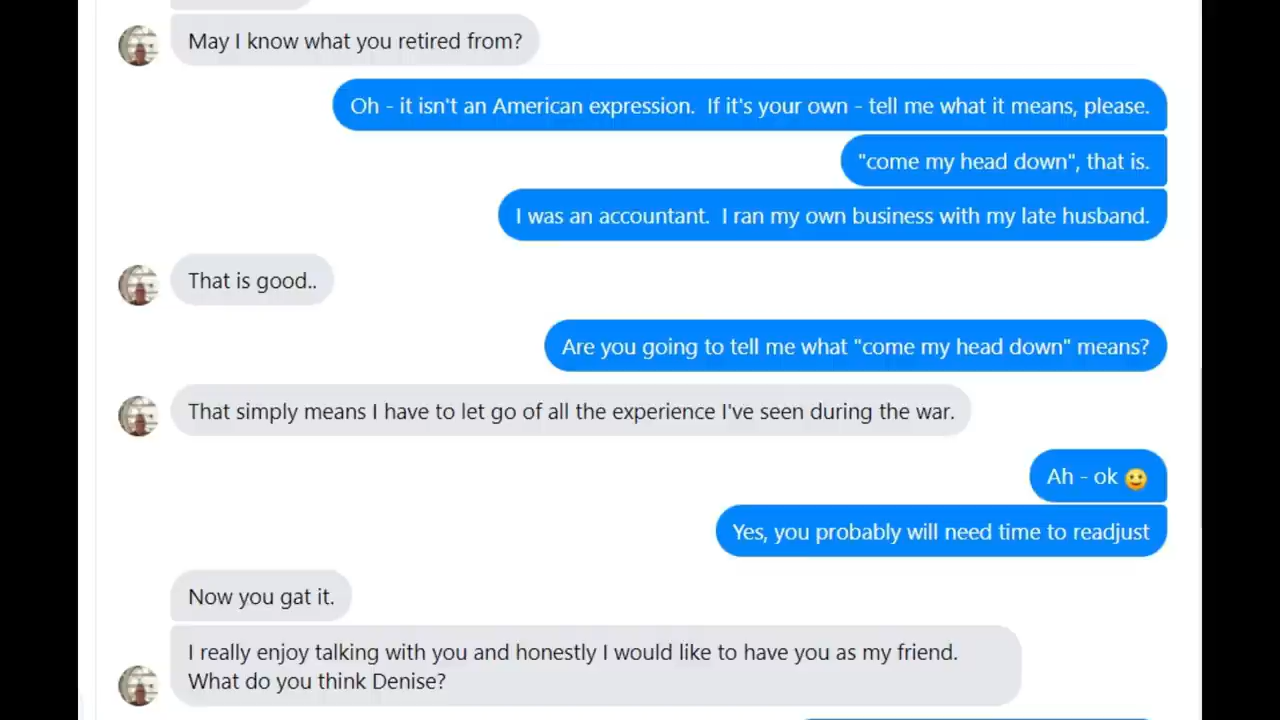 May I know what you retired from?
Oh - it isn't an American expression.  If it's your own - tell me what it means, please.
"come my head down", that is.
I was an accountant.  I ran my own business with my late husband.
That is good..
Are you going to tell me what "come my head down" means?
That simply means I have to let go of all the experience I've seen during the war.
Ah - ok 🙂
Yes, you probably will need time to readjust
Now you gat it.
I really enjoy talking with you and honestly I would like to have you as my friend.
What do you think Denise?